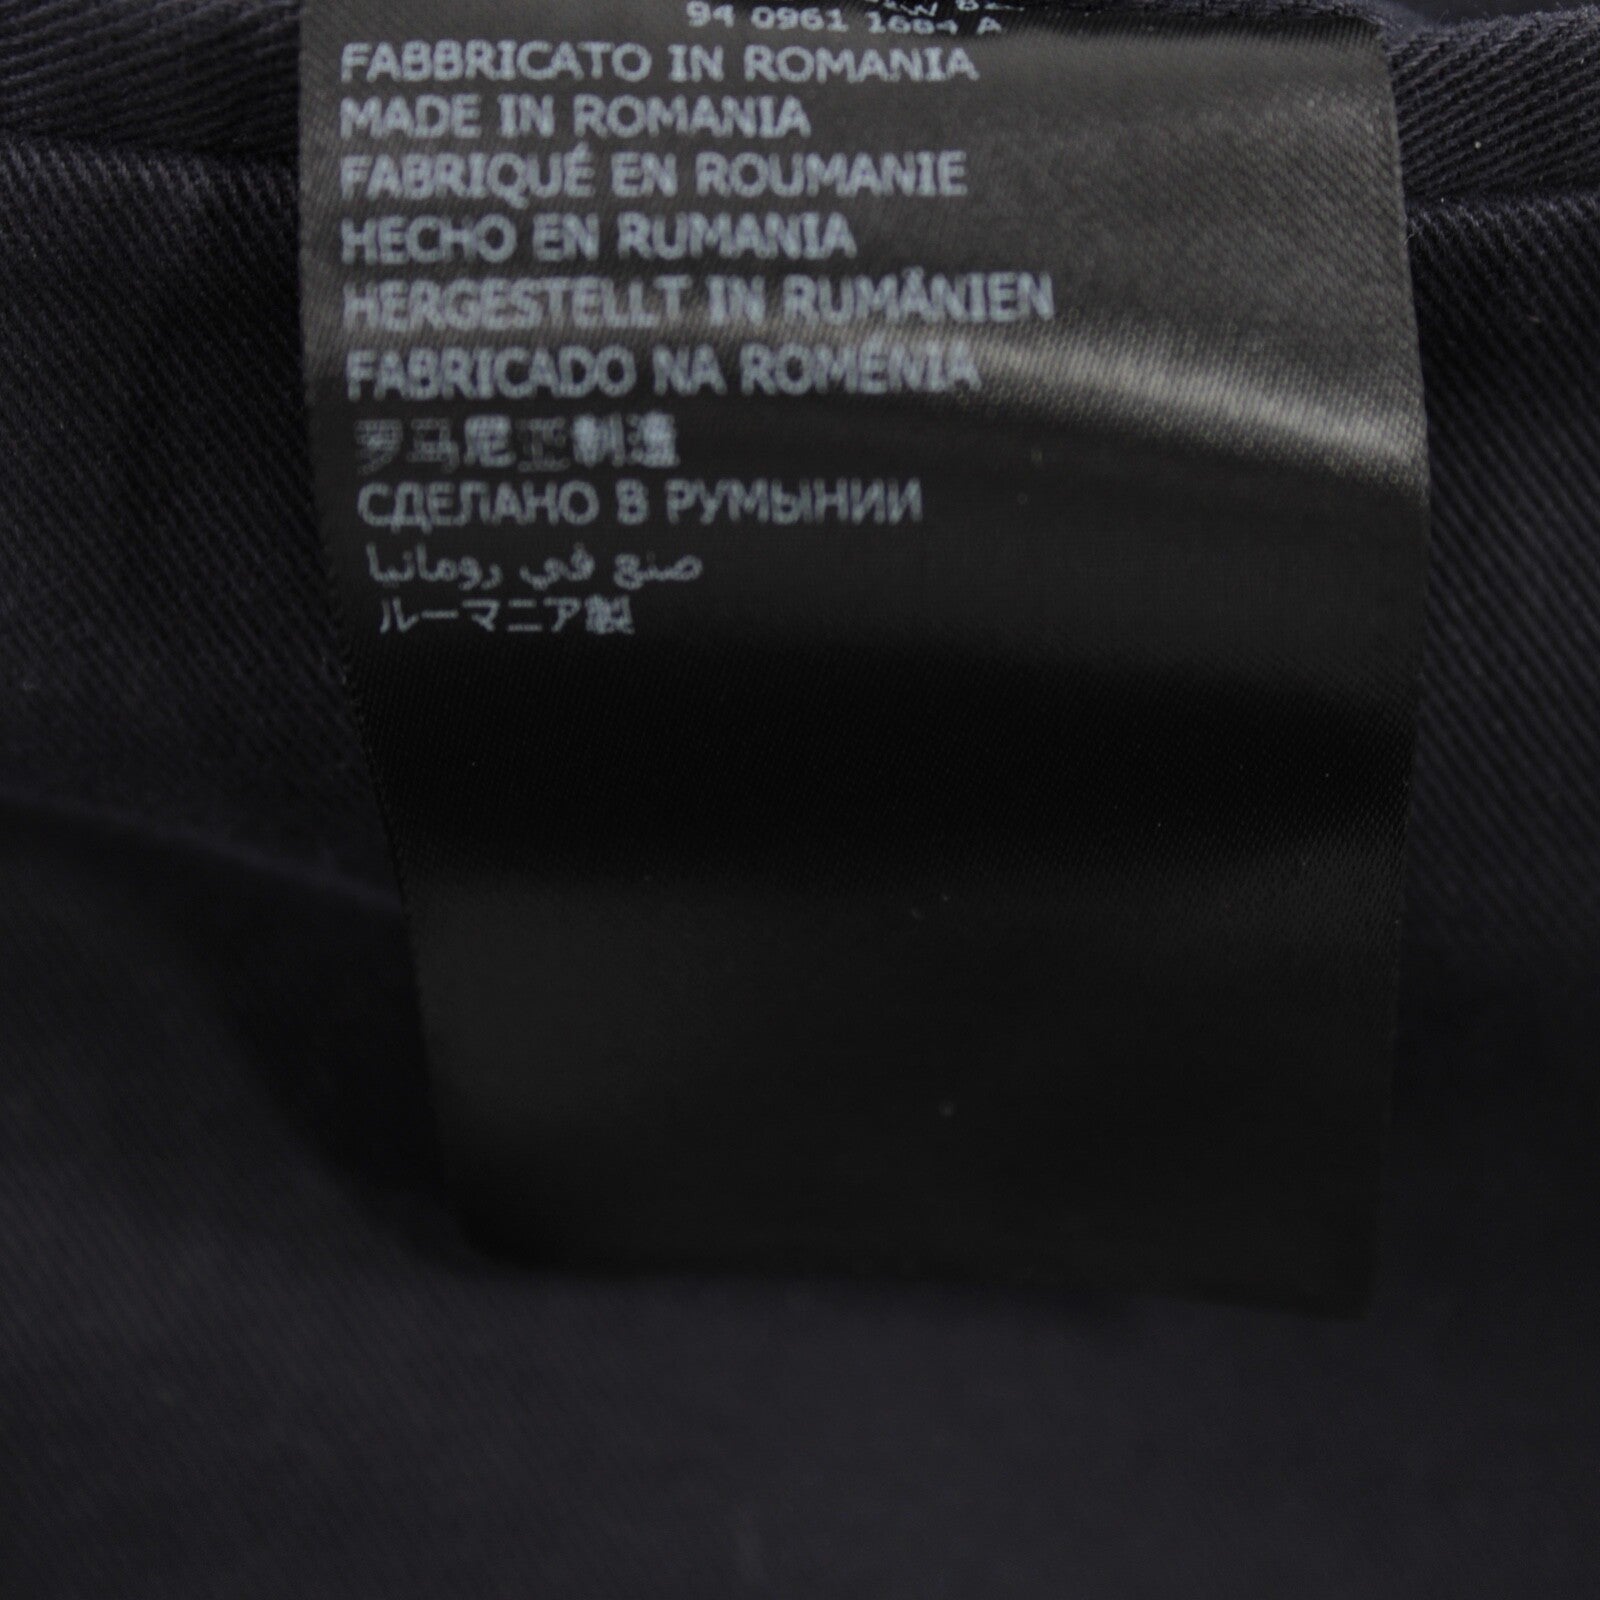 94 0961 1684 A
FABBRICATO IN ROMANIA
MADE IN ROMANIA
FABRIQUÉ EN ROUMANIE
HECHO EN RUMANIA
HERGESTELLT IN RUMÄNIEN
FABRICADO NA ROMÉNIA
罗马尼亚制造
СДЕЛАНО В РУМЫНИИ
صنع في رومانيا
ルーマニア製